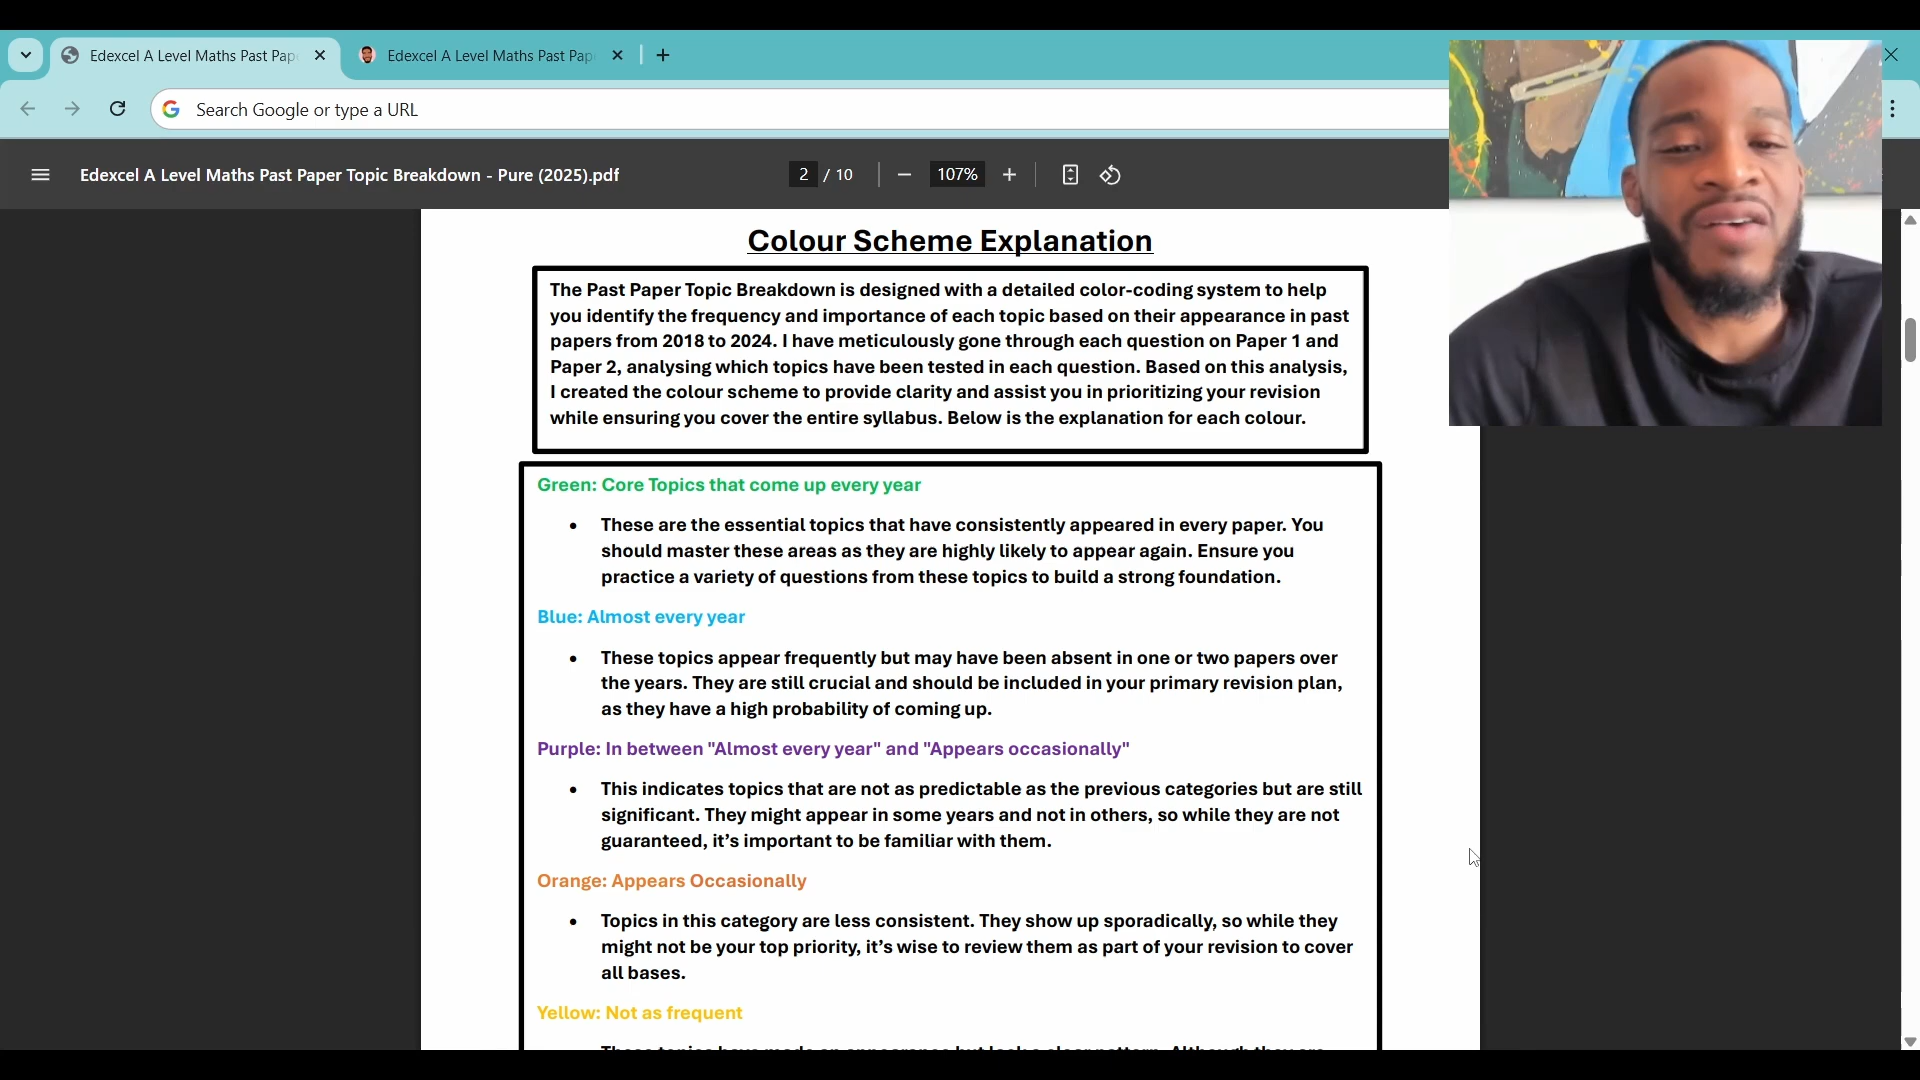 Edexcel A Level Maths Past Pap
Edexcel A Level Maths Past Pap
Search Google or type a URL
Edexcel A Level Maths Past Paper Topic Breakdown - Pure (2025).pdf
2 / 10
107%
Colour Scheme Explanation
The Past Paper Topic Breakdown is designed with a detailed color-coding system to help
you identify the frequency and importance of each topic based on their appearance in past
papers from 2018 to 2024. I have meticulously gone through each question on Paper 1 and
Paper 2, analysing which topics have been tested in each question. Based on this analysis,
I created the colour scheme to provide clarity and assist you in prioritizing your revision
while ensuring you cover the entire syllabus. Below is the explanation for each colour.
Green: Core Topics that come up every year
• These are the essential topics that have consistently appeared in every paper. You
should master these areas as they are highly likely to appear again. Ensure you
practice a variety of questions from these topics to build a strong foundation.
Blue: Almost every year
• These topics appear frequently but may have been absent in one or two papers over
the years. They are still crucial and should be included in your primary revision plan,
as they have a high probability of coming up.
Purple: In between "Almost every year" and "Appears occasionally"
• This indicates topics that are not as predictable as the previous categories but are still
significant. They might appear in some years and not in others, so while they are not
guaranteed, it’s important to be familiar with them.
Orange: Appears Occasionally
• Topics in this category are less consistent. They show up sporadically, so while they
might not be your top priority, it’s wise to review them as part of your revision to cover
all bases.
Yellow: Not as frequent